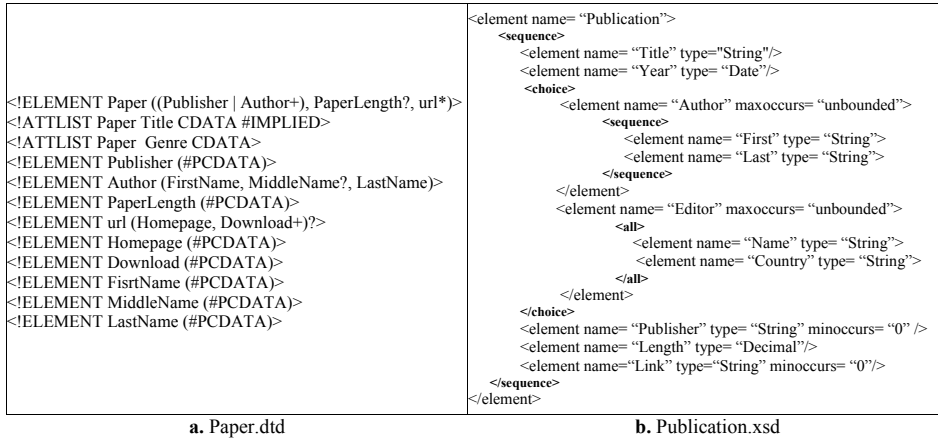 <!ELEMENT Paper ((Publisher | Author+), PaperLength?, url*)>
<!ATTLIST Paper Title CDATA #IMPLIED>
<!ATTLIST Paper  Genre CDATA>
<!ELEMENT Publisher (#PCDATA)>
<!ELEMENT Author (FirstName, MiddleName?, LastName)>
<!ELEMENT PaperLength (#PCDATA)>
<!ELEMENT url (Homepage, Download+)?>
<!ELEMENT Homepage (#PCDATA)>
<!ELEMENT Download (#PCDATA)>
<!ELEMENT FisrtName (#PCDATA)>
<!ELEMENT MiddleName (#PCDATA)>
<!ELEMENT LastName (#PCDATA)>
a. Paper.dtd
<element name= “Publication”>
<sequence>
<element name= “Title” type="String"/>
<element name= “Year” type= “Date”/>
<choice>
<element name= “Author” maxoccurs= “unbounded”>
<sequence>
<element name= “First” type= “String”>
<element name= “Last” type= “String”>
</sequence>
</element>
<element name= “Editor” maxoccurs= “unbounded”>
<all>
<element name= “Name” type= “String”>
<element name= “Country” type= “String”>
</all>
</element>
</choice>
<element name= “Publisher” type= “String” minoccurs= “0” />
<element name= “Length” type= “Decimal”/>
<element name=“Link” type=“String” minoccurs= “0”/>
</sequence>
</element>
b. Publication.xsd